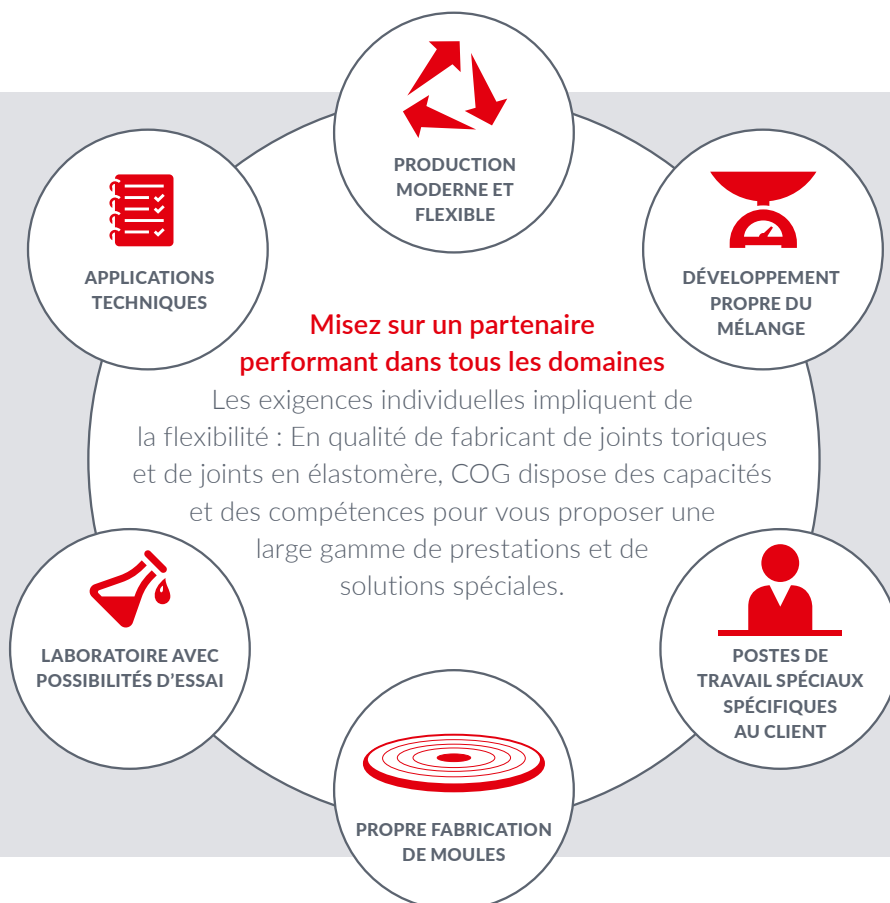 PRODUCTION
MODERNE ET
FLEXIBLE
APPLICATIONS
TECHNIQUES
DÉVELOPPEMENT
PROPRE DU
MÉLANGE
Misez sur un partenaire
performant dans tous les domaines
Les exigences individuelles impliquent de
la flexibilité : En qualité de fabricant de joints toriques
et de joints en élastomère, COG dispose des capacités
et des compétences pour vous proposer une
large gamme de prestations et de
solutions spéciales.
LABORATOIRE AVEC
POSSIBILITÉS D’ESSAI
POSTES DE
TRAVAIL SPÉCIAUX
SPÉCIFIQUES
AU CLIENT
PROPRE FABRICATION
DE MOULES